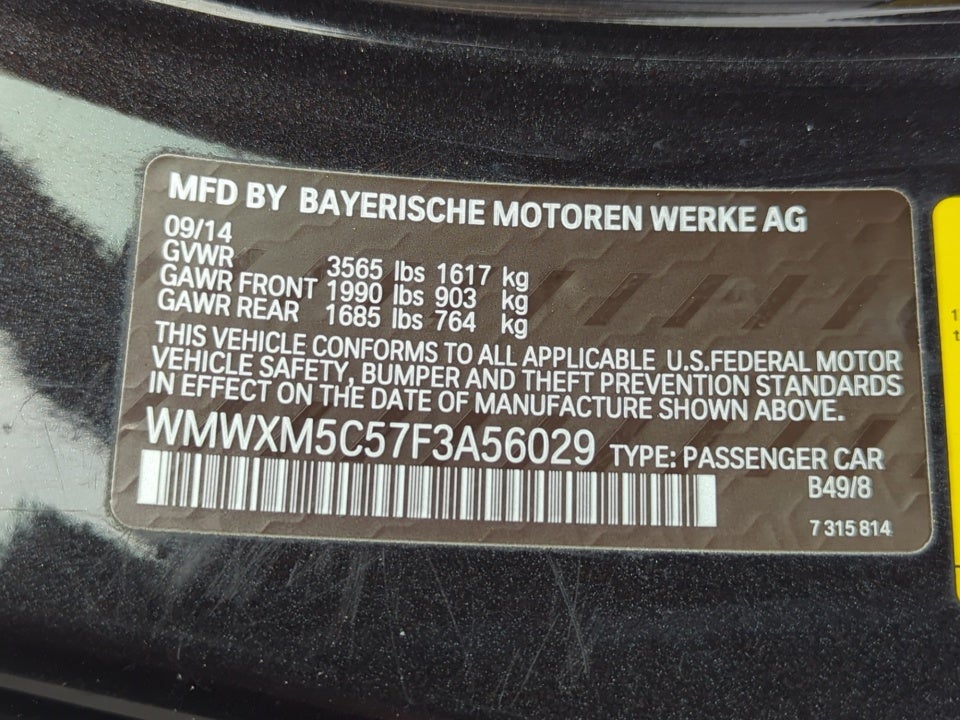 MFD BY BAYERISCHE MOTOREN WERKE AG
09/14
GVWR 3565 lbs 1617 kg
GAWR FRONT 1990 lbs 903 kg
GAWR REAR 1685 lbs 764 kg
THIS VEHICLE CONFORMS TO ALL APPLICABLE U.S.FEDERAL MOTOR
VEHICLE SAFETY, BUMPER AND THEFT PREVENTION STANDARDS
IN EFFECT ON THE DATE OF MANUFACTURE SHOWN ABOVE.
WMWXM5C57F3A56029 TYPE: PASSENGER CAR
B49/8
7 315 814